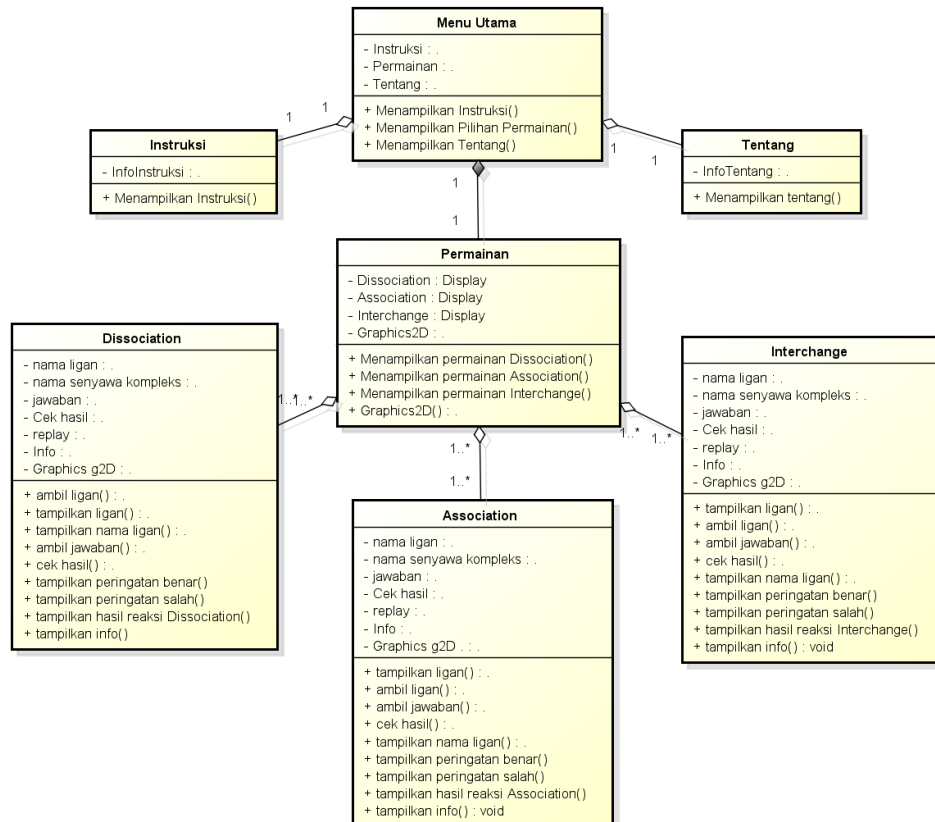 Menu Utama
- Instruksi : .
- Permainan : .
- Tentang : .
+ Menampilkan Instruksi()
+ Menampilkan Pilihan Permainan()
+ Menampilkan Tentang()
1
1
1
1
1
1
Instruksi
- InfoInstruksi : .
+ Menampilkan Instruksi()
Tentang
- InfoTentang : .
+ Menampilkan tentang()
Permainan
- Dissociation : Display
- Association : Display
- Interchange : Display
- Graphics2D : .
+ Menampilkan permainan Dissociation()
+ Menampilkan permainan Association()
+ Menampilkan permainan Interchange()
+ Graphics2D() : .
1..*
1..*
1..*
1..*
1..*
1..*
Dissociation
- nama ligan : .
- nama senyawa kompleks : .
- jawaban : .
- Cek hasil : .
- replay : .
- Info : .
- Graphics g2D : .
+ ambil ligan() : .
+ tampilkan ligan() : .
+ tampilkan nama ligan() : .
+ ambil jawaban() : .
+ cek hasil() : .
+ tampilkan peringatan benar()
+ tampilkan peringatan salah()
+ tampilkan hasil reaksi Dissociation()
+ tampilkan info()
Interchange
- nama ligan : .
- nama senyawa kompleks : .
- jawaban : .
- Cek hasil : .
- replay : .
- Info : .
- Graphics g2D : .
+ tampilkan ligan() : .
+ ambil ligan() : .
+ ambil jawaban() : .
+ cek hasil() : .
+ tampilkan nama ligan() : .
+ tampilkan peringatan benar()
+ tampilkan peringatan salah()
+ tampilkan hasil reaksi Interchange()
+ tampilkan info() : void
Association
- nama ligan : .
- nama senyawa kompleks : .
- jawaban : .
- Cek hasil : .
- replay : .
- Info : .
- Graphics g2D . : .
+ tampilkan ligan() : .
+ ambil ligan() : .
+ ambil jawaban() : .
+ cek hasil() : .
+ tampilkan nama ligan() : .
+ tampilkan peringatan benar()
+ tampilkan peringatan salah()
+ tampilkan hasil reaksi Association()
+ tampilkan info() : void